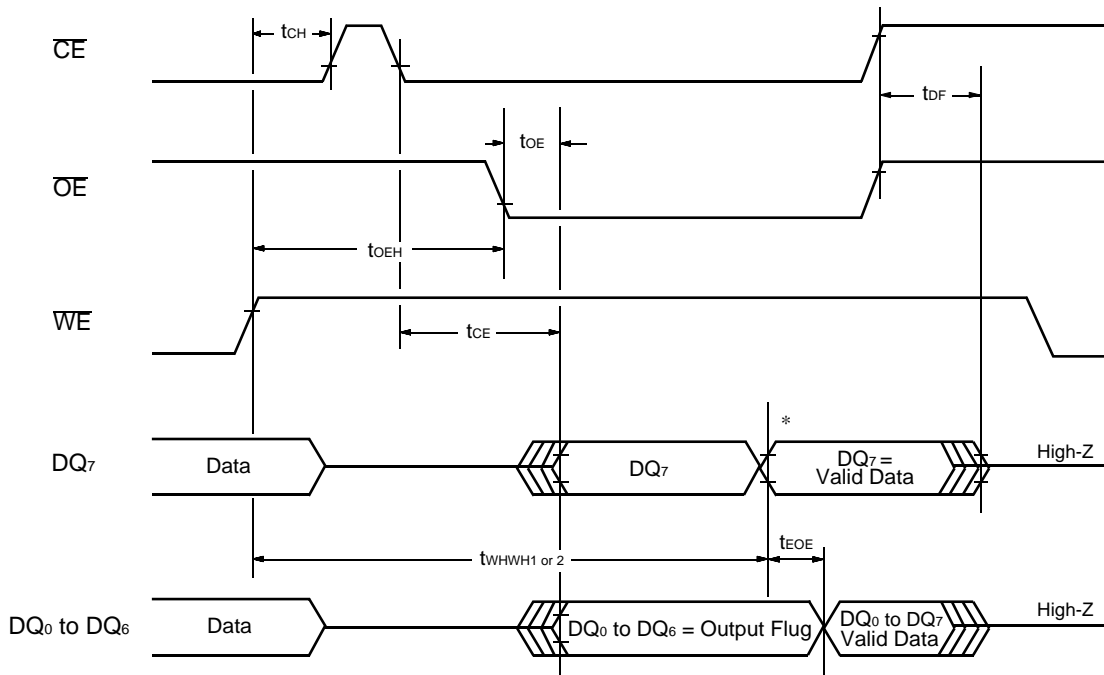 CE
tCH
tDF
tOE
OE
tOEH
WE
tCE
*
DQ7
Data
DQ7
DQ7 =
Valid Data
High-Z
tWHWH1 or 2
tEOE
DQ0 to DQ6
Data
DQ0 to DQ6 = Output Flug
DQ0 to DQ7
Valid Data
High-Z